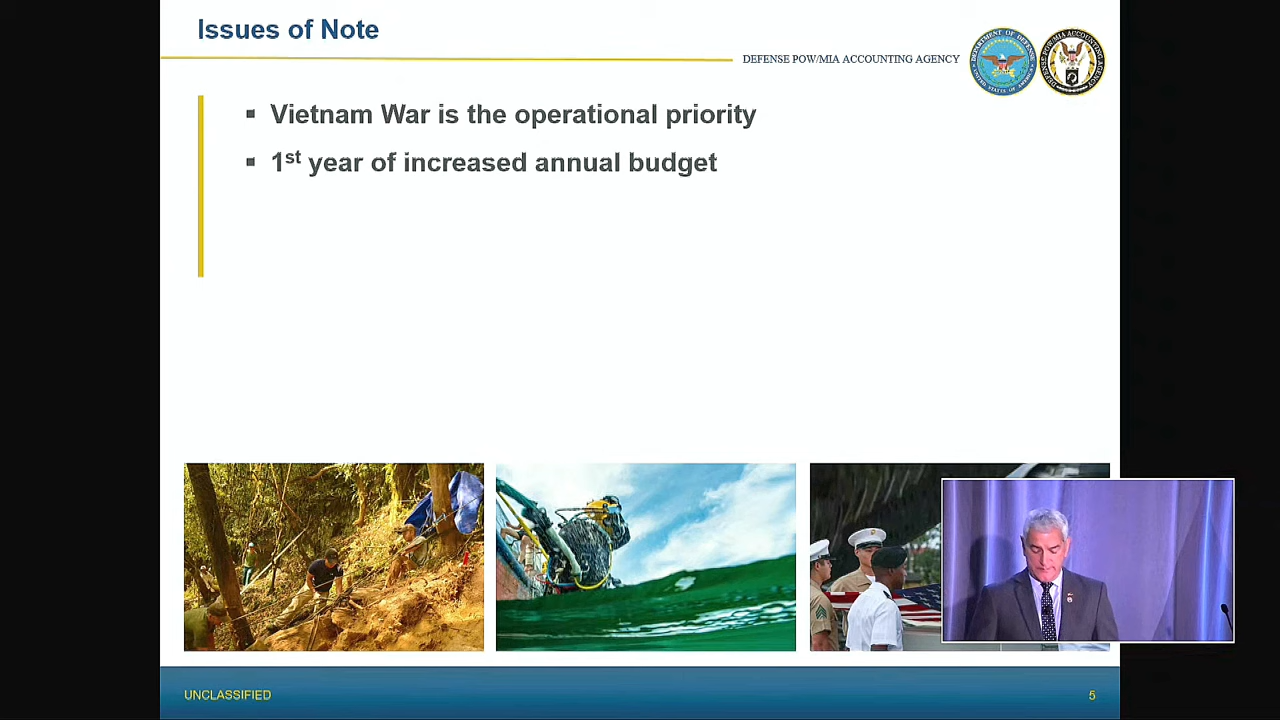 Issues of Note
DEFENSE POW/MIA ACCOUNTING AGENCY
▪ Vietnam War is the operational priority
▪ 1st year of increased annual budget
UNCLASSIFIED
5